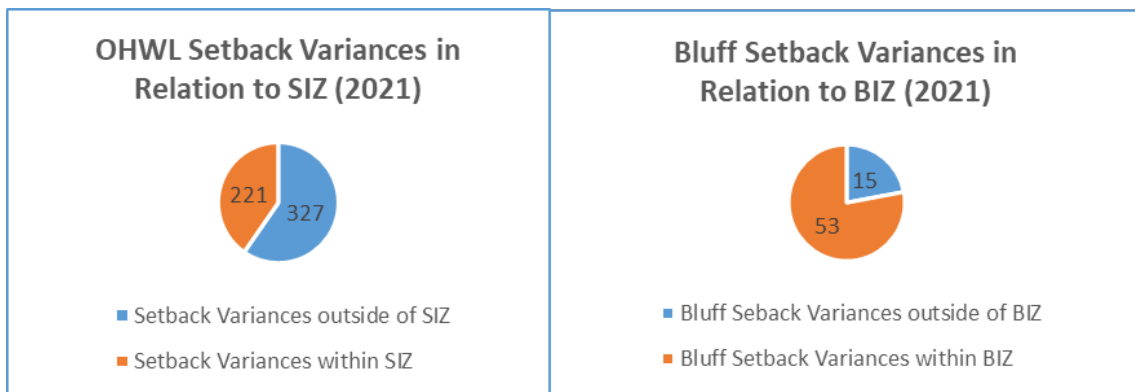 OHWL Setback Variances in
Relation to SIZ (2021)
221
327
Setback Variances outside of SIZ
Setback Variances within SIZ
Bluff Setback Variances in
Relation to BIZ (2021)
15
53
Bluff Seback Variances outside of BIZ
Bluff Setback Variances within BIZ